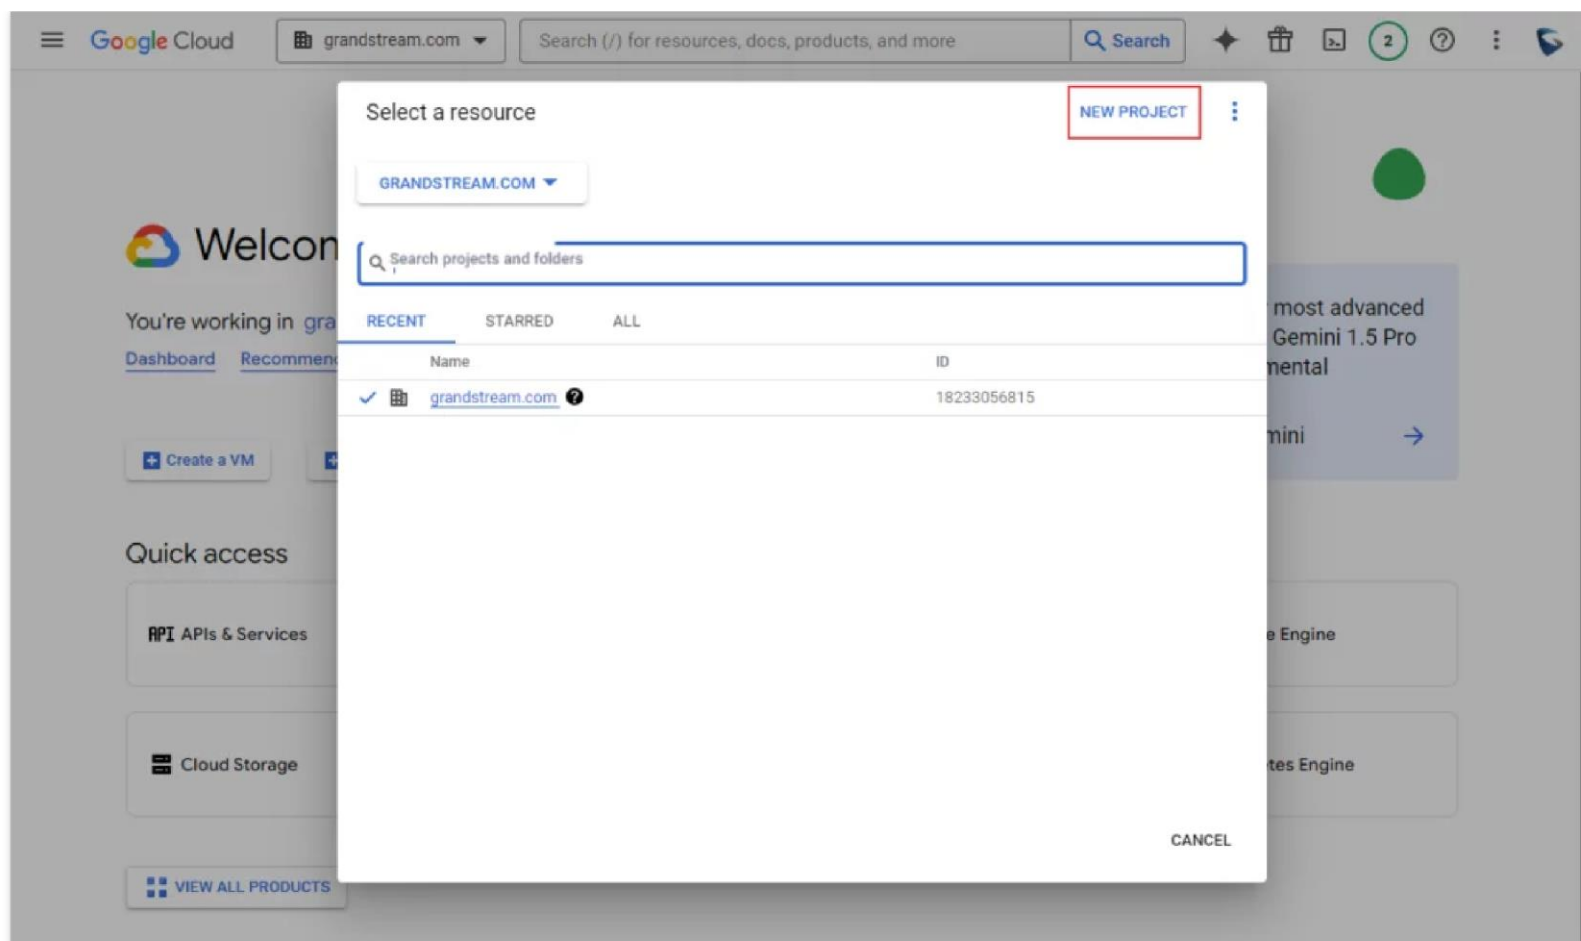 Google Cloud
grandstream.com
Search (/) for resources, docs, products, and more
Search
2
Select a resource
NEW PROJECT
GRANDSTREAM.COM
Search projects and folders
RECENT STARRED ALL
Name ID
grandstream.com 18233056815
CANCEL
Welcon
You're working in gra
Dashboard Recommen
most advanced
Gemini 1.5 Pro
mental
mini
Create a VM
Quick access
API APIs & Services
e Engine
Cloud Storage
tes Engine
VIEW ALL PRODUCTS